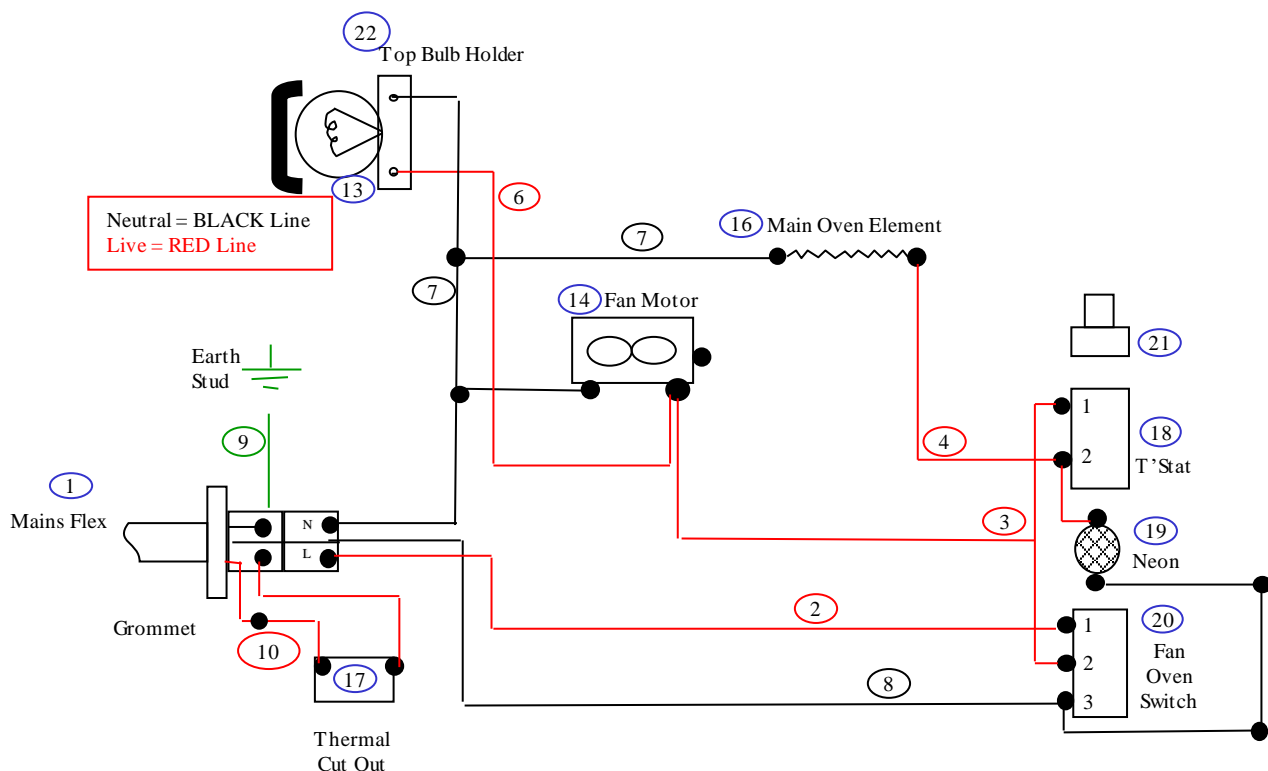 22
Top Bulb Holder
13
6
Neutral = BLACK Line
Live = RED Line
7
16
Main Oven Element
7
14
Fan Motor
21
Earth
Stud
1
9
4
2
18
T'Stat
1
Mains Flex
N
L
3
19
Neon
Grommet
10
17
Thermal
Cut Out
2
8
1
2
3
20
Fan
Oven
Switch